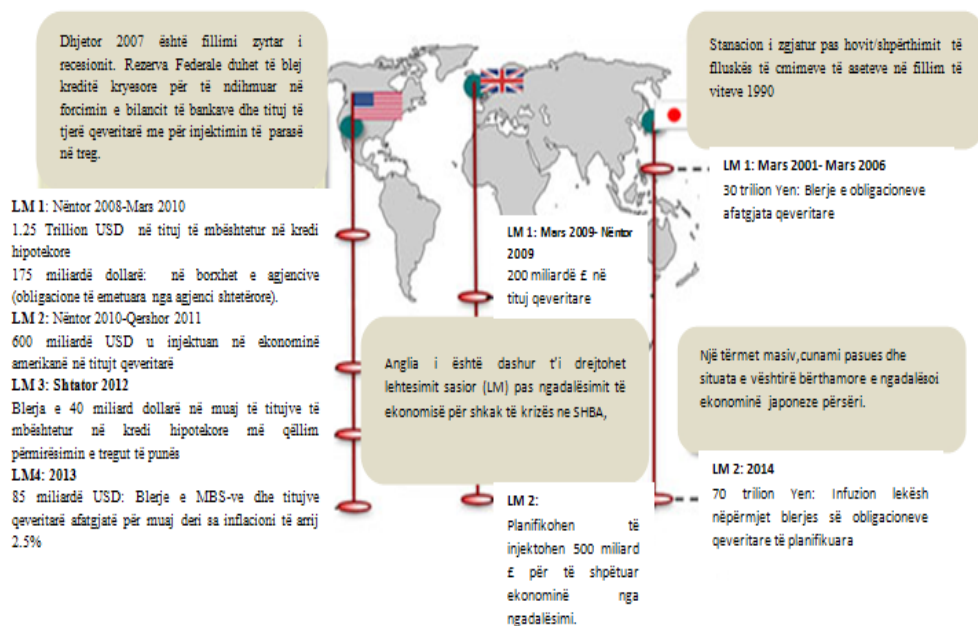 Dhjetor 2007 është fillimi zyrtar i
recesionit. Rezerva Federale duhet të blej
kreditë kryesore për të ndihmuar në
forcimin e bilancit të bankave dhe tituj të
tjerë qeveritarë me për injektimin të parasë
në treg.
LM 1: Nëntor 2008-Mars 2010
1.25 Trillion USD në tituj të mbështetur në kredi
hipotekore
175 miliardë dollarë: në borxhet e agjencive
(obligacione të emetuara nga agjenci shtetërore).
LM 2: Nëntor 2010-Qershor 2011
600 miliardë USD u injektuan në ekonominë
amerikanë në titujt qeveritarë
LM 3: Shtator 2012
Blerja e 40 miliard dollarë në muaj të titujve të
mbështetur në kredi hipotekore më qëllim
përmirësimin e tregut të punës
LM4: 2013
85 miliardë USD: Blerje e MBS-ve dhe titujve
qeveritarë afatgjatë për muaj deri sa inflacioni të arrij
2.5%
LM 1: Mars 2009- Nëntor
2009
200 miliardë £ në
tituj qeveritare
Anglia i është dashur t'i drejtohet
lehtesimit sasior (LM) pas ngadalësimit të
ekonomisë për shkak të krizës ne SHBA,
LM 2:
Planifikohen të
injektohen 500 miliard
£ për të shpëtuar
ekonominë nga
ngadalësimi.
Stanacion i zgjatur pas hovit/shpërthimit të
flluskës të cmimeve të aseteve në fillim të
viteve 1990
LM 1: Mars 2001- Mars 2006
30 trilion Yen: Blerje e obligacioneve
afatgjata qeveritare
Një tërmet masiv,cunami pasues dhe
situata e vështirë bërthamore e ngadalësoi
ekonominë japoneze përsëri.
LM 2: 2014
70 trilion Yen: Infuzion lekësh
nëpërmjet blerjes së obligacioneve
qeveritare të planifikuara